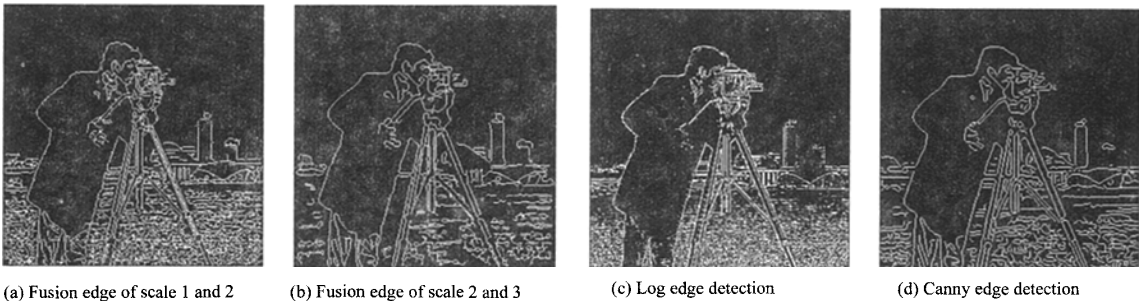 (a) Fusion edge of scale 1 and 2
(b) Fusion edge of scale 2 and 3
(c) Log edge detection
(d) Canny edge detection